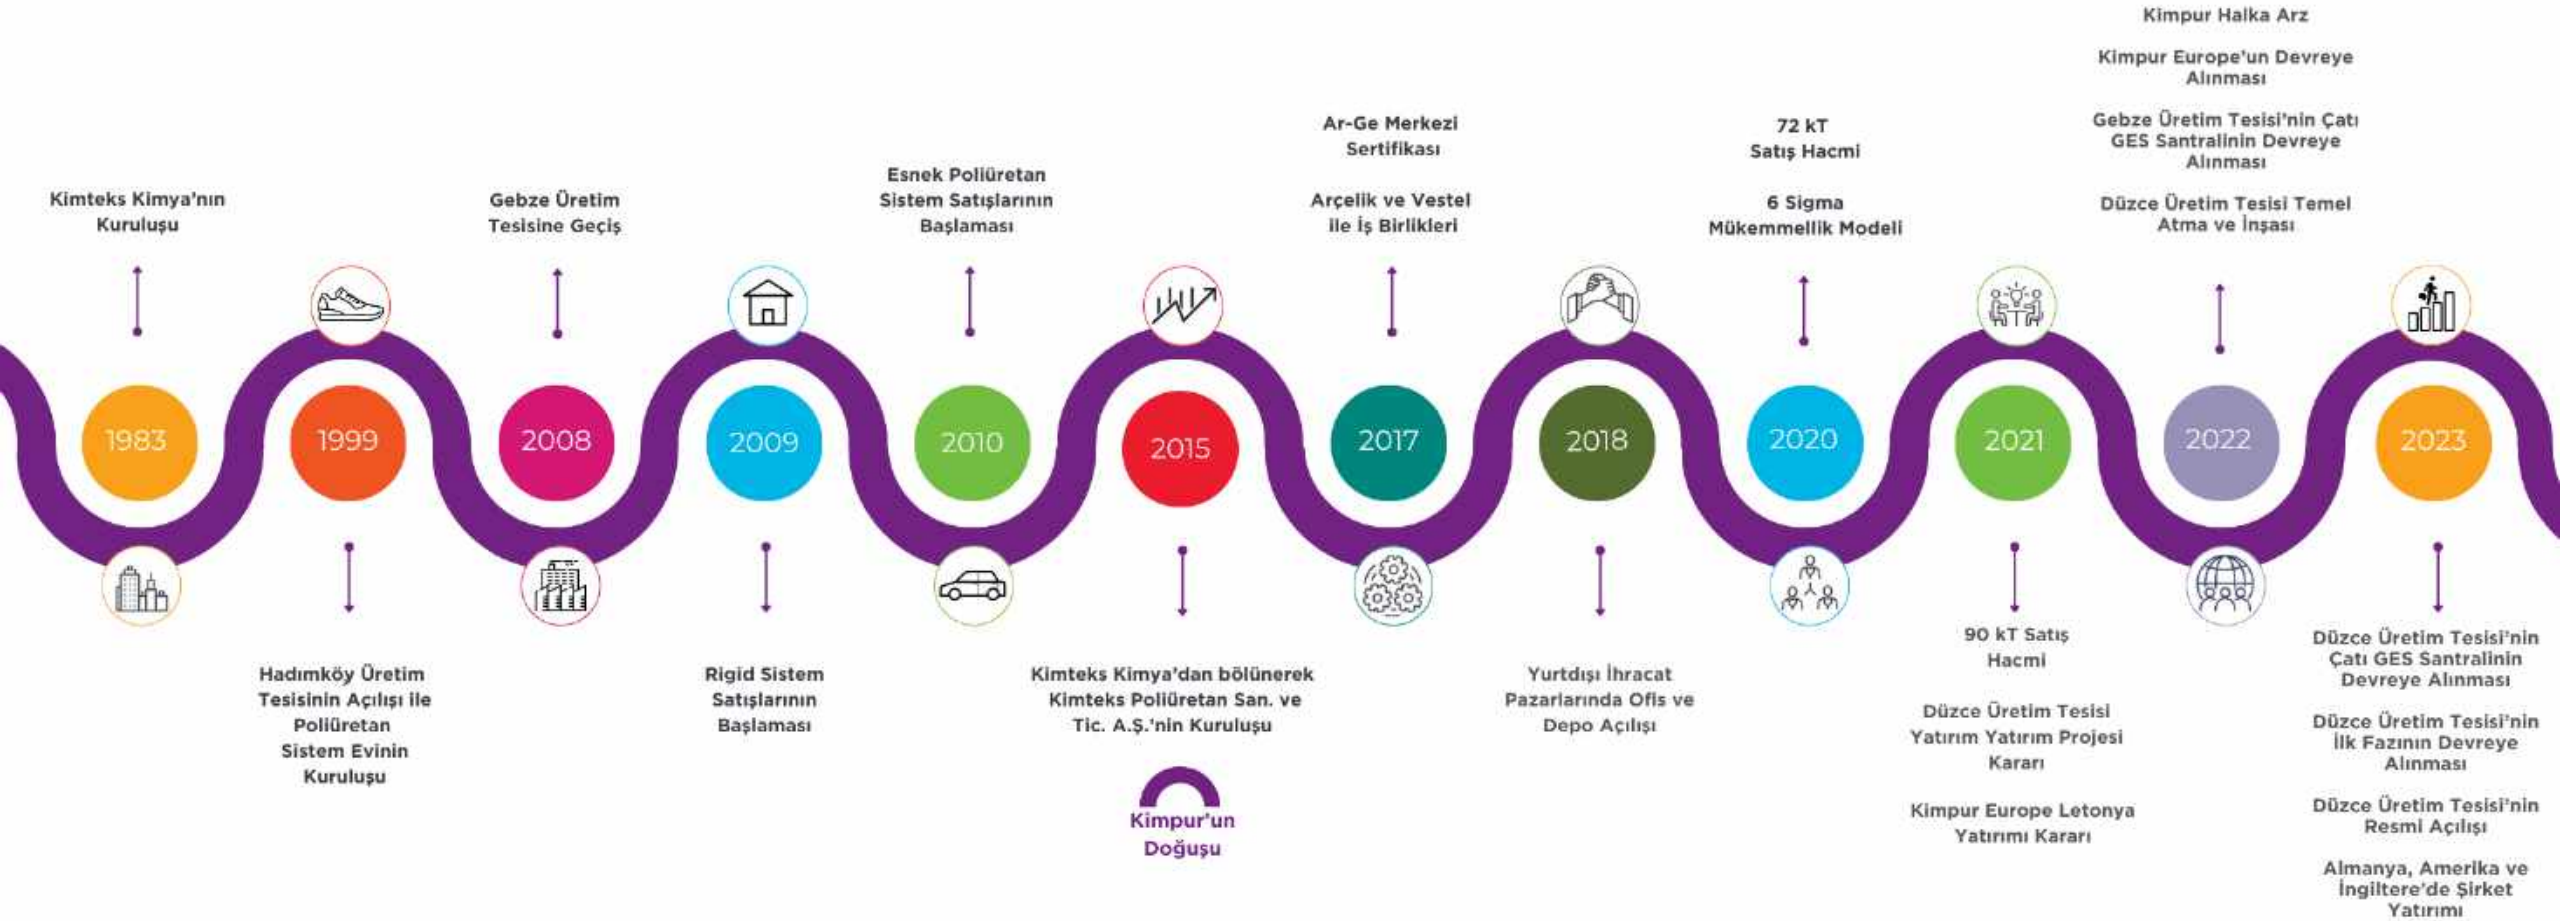 Kimteks Kimya'nın
Kuruluşu
1983
1999
Hadımköy Üretim
Tesisinin Açılışı ile
Poliüretan
Sistem Evinin
Kuruluşu
Gebze Üretim
Tesisine Geçiş
2008
2009
Rigid Sistem
Satışlarının
Başlaması
Esnek Poliüretan
Sistem Satışlarının
Başlaması
2010
2015
Kimteks Kimya'dan bölünerek
Kimteks Poliüretan San. ve
Tic. A.Ş.'nin Kuruluşu
Kimpur'un
Doğuşu
Ar-Ge Merkezi
Sertifikası
Arçelik ve Vestel
ile İş Birlikleri
2017
2018
Yurtdışı İhracat
Pazarlarında Ofis ve
Depo Açılışı
72 kT
Satış Hacmi
6 Sigma
Mükemmellik Modeli
2020
2021
90 kT Satış
Hacmi
Düzce Üretim Tesisi
Yatırım Yatırım Projesi
Kararı
Kimpur Europe Letonya
Yatırımı Kararı
Kimpur Halka Arz
Kimpur Europe'un Devreye
Alınması
Gebze Üretim Tesisi'nin Çatı
GES Santralinin Devreye
Alınması
Düzce Üretim Tesisi Temel
Atma ve İnşası
2022
2023
Düzce Üretim Tesisi'nin
Çatı GES Santralinin
Devreye Alınması
Düzce Üretim Tesisi'nin
İlk Fazının Devreye
Alınması
Düzce Üretim Tesisi'nin
Resmi Açılışı
Almanya, Amerika ve
İngiltere'de Şirket
Yatırımı